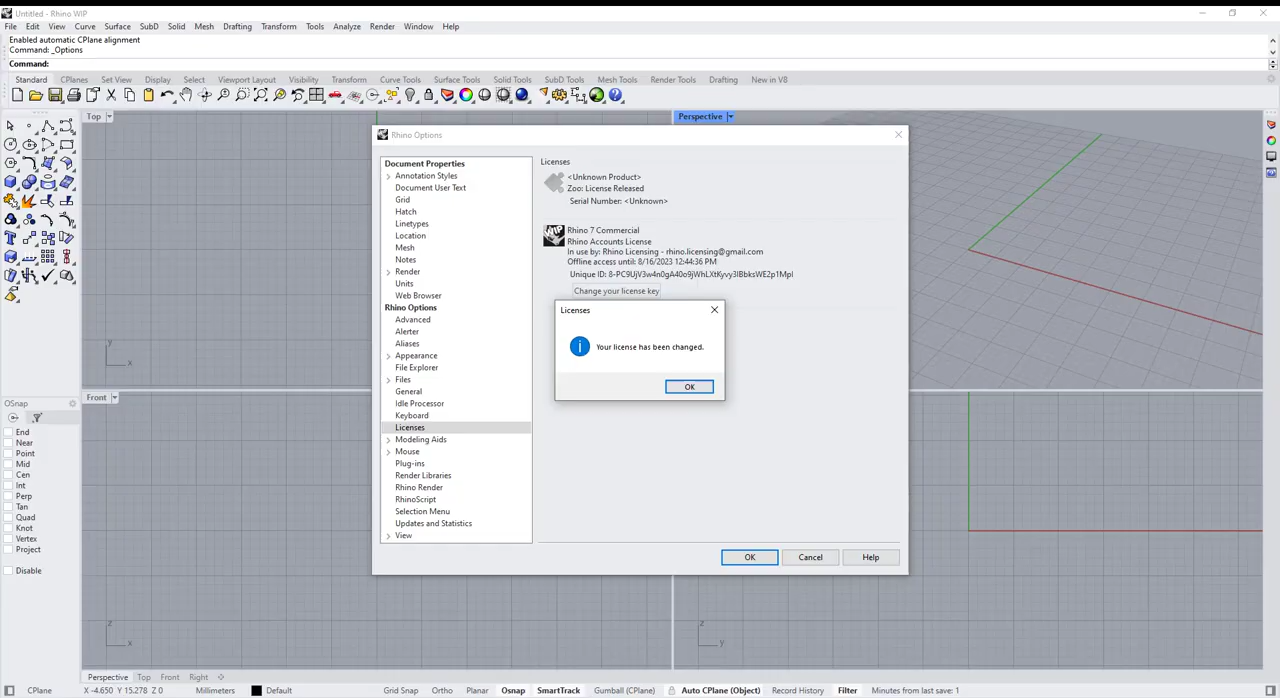 Untitled - Rhino WIP
File Edit View Curve Surface SubD Solid Mesh Drafting Transform Tools Analyze Render Window Help
Enabled automatic CPlane alignment
Command: _Options
Command:
Standard CPlanes Set View Display Select Viewport Layout Visibility Transform Curve Tools Surface Tools Solid Tools SubD Tools Mesh Tools Render Tools Drafting New in V8
Top
Perspective
Rhino Options
Document Properties
Annotation Styles
Document User Text
Grid
Hatch
Linetypes
Location
Mesh
Notes
Render
Units
Web Browser
Rhino Options
Advanced
Alerter
Aliases
Appearance
File Explorer
Files
General
Idle Processor
Keyboard
Licenses
Modeling Aids
Mouse
Plug-ins
Render Libraries
Rhino Render
RhinoScript
Selection Menu
Updates and Statistics
View
Licenses
<Unknown Product>
Zoo: License Released
Serial Number: <Unknown>
WIP
Rhino 7 Commercial
Rhino Accounts License
In use by: Rhino Licensing - rhino.licensing@gmail.com
Offline access until: 8/16/2023 12:44:36 PM
Change your license key
Licenses
Your license has been changed.
OK
OK Cancel Help
y
x
Front
z
x
z
y
OSnap
End
Near
Point
Mid
Cen
Int
Perp
Tan
Quad
Knot
Vertex
Project
Disable
Perspective Top Front Right
CPlane X -4.650 Y 15.278 Z 0 Millimeters Default Grid Snap Ortho Planar Osnap SmartTrack Gumball (CPlane) Auto CPlane (Object) Record History Filter Minutes from last save: 1